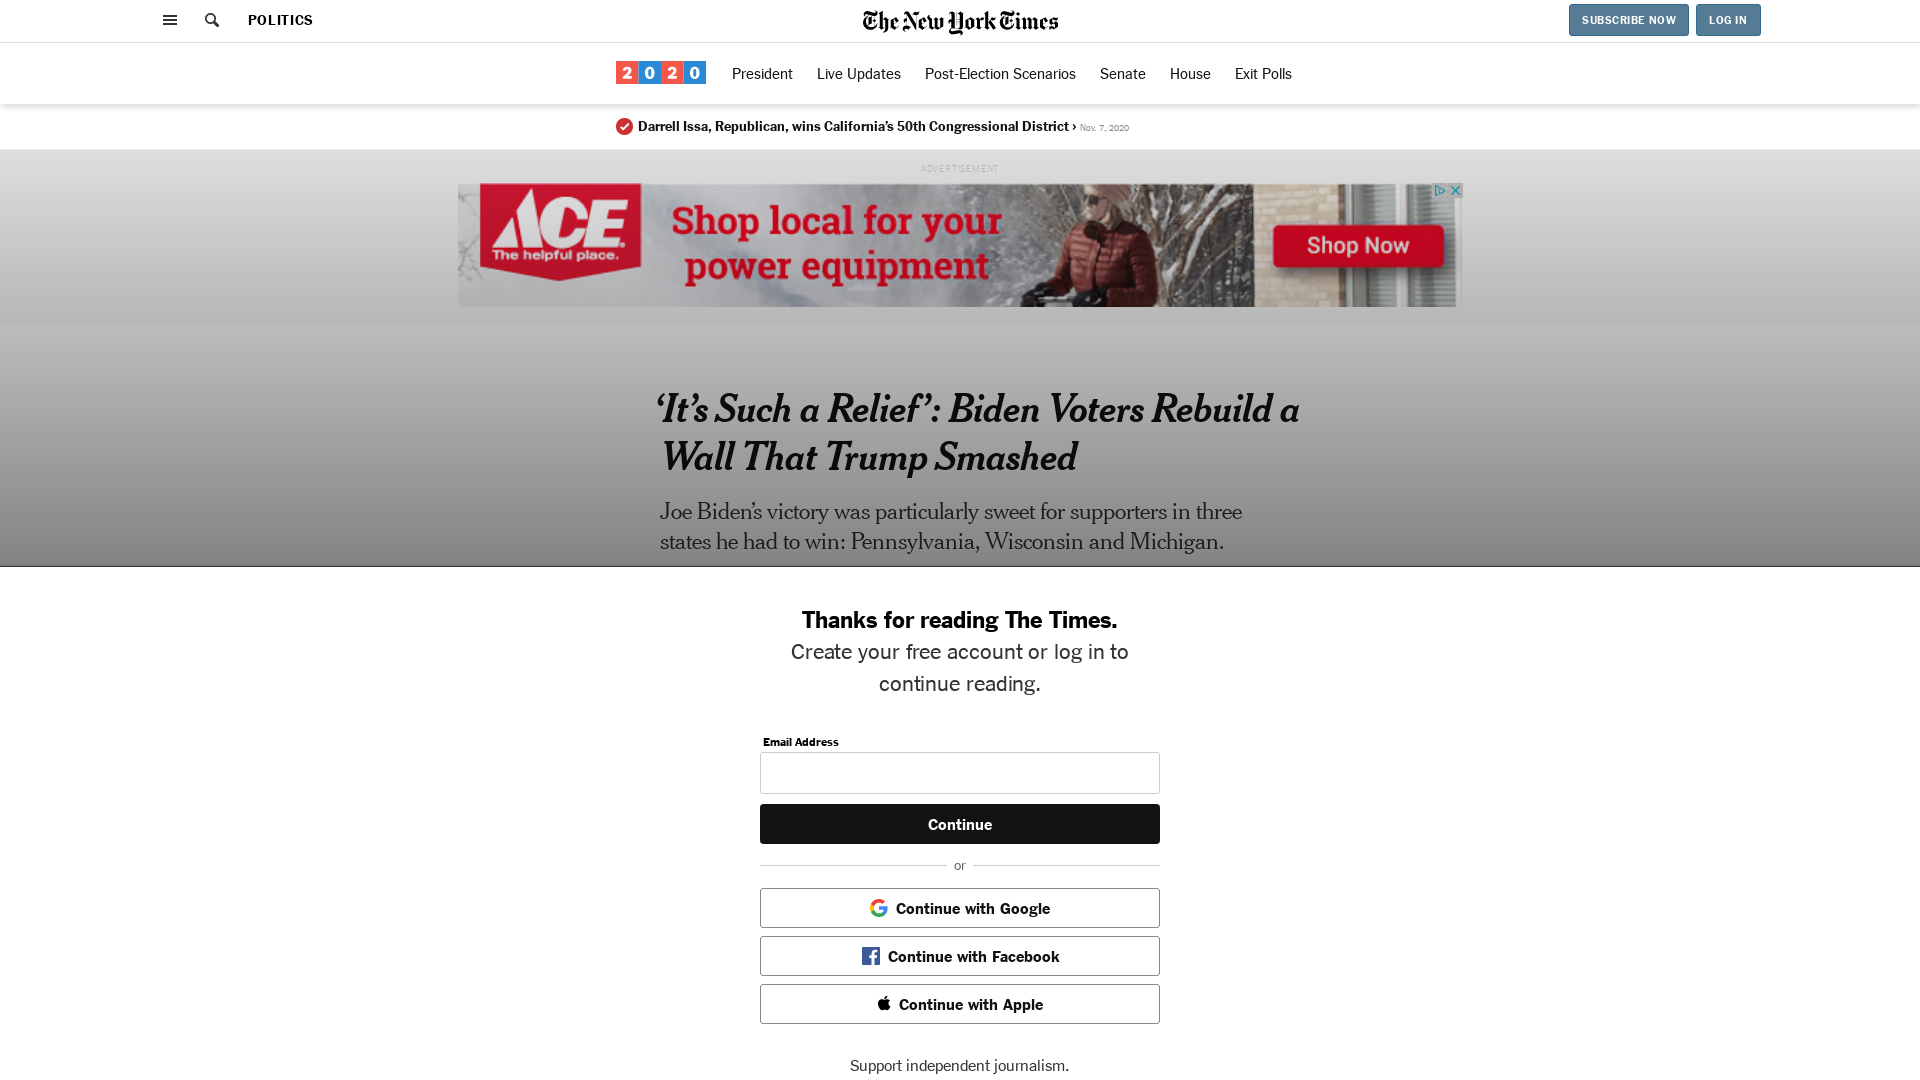 POLITICS
The New York Times
SUBSCRIBE NOW
LOG IN
2020
President
Live Updates
Post-Election Scenarios
Senate
House
Exit Polls
Darrell Issa, Republican, wins California’s 50th Congressional District › Nov. 7, 2020
ADVERTISEMENT
ACE
The helpful place.
Shop local for your
power equipment
Shop Now
‘It’s Such a Relief’: Biden Voters Rebuild a
Wall That Trump Smashed
Joe Biden’s victory was particularly sweet for supporters in three
states he had to win: Pennsylvania, Wisconsin and Michigan.
Thanks for reading The Times.
Create your free account or log in to
continue reading.
Email Address
Continue
or
Continue with Google
Continue with Facebook
Continue with Apple
Support independent journalism.